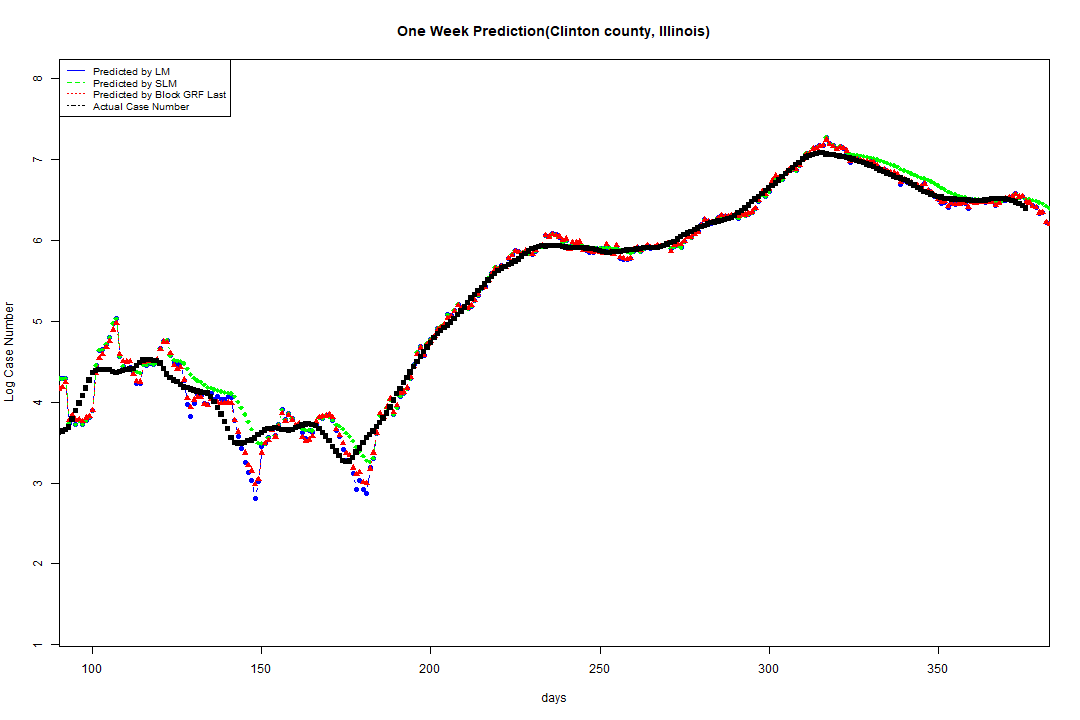 One Week Prediction(Clinton county, Illinois)
Predicted by LM
Predicted by SLM
Predicted by Block GRF Last
Actual Case Number
8
7
6
5
4
3
2
1
Log Case Number
100 150 200 250 300 350
days